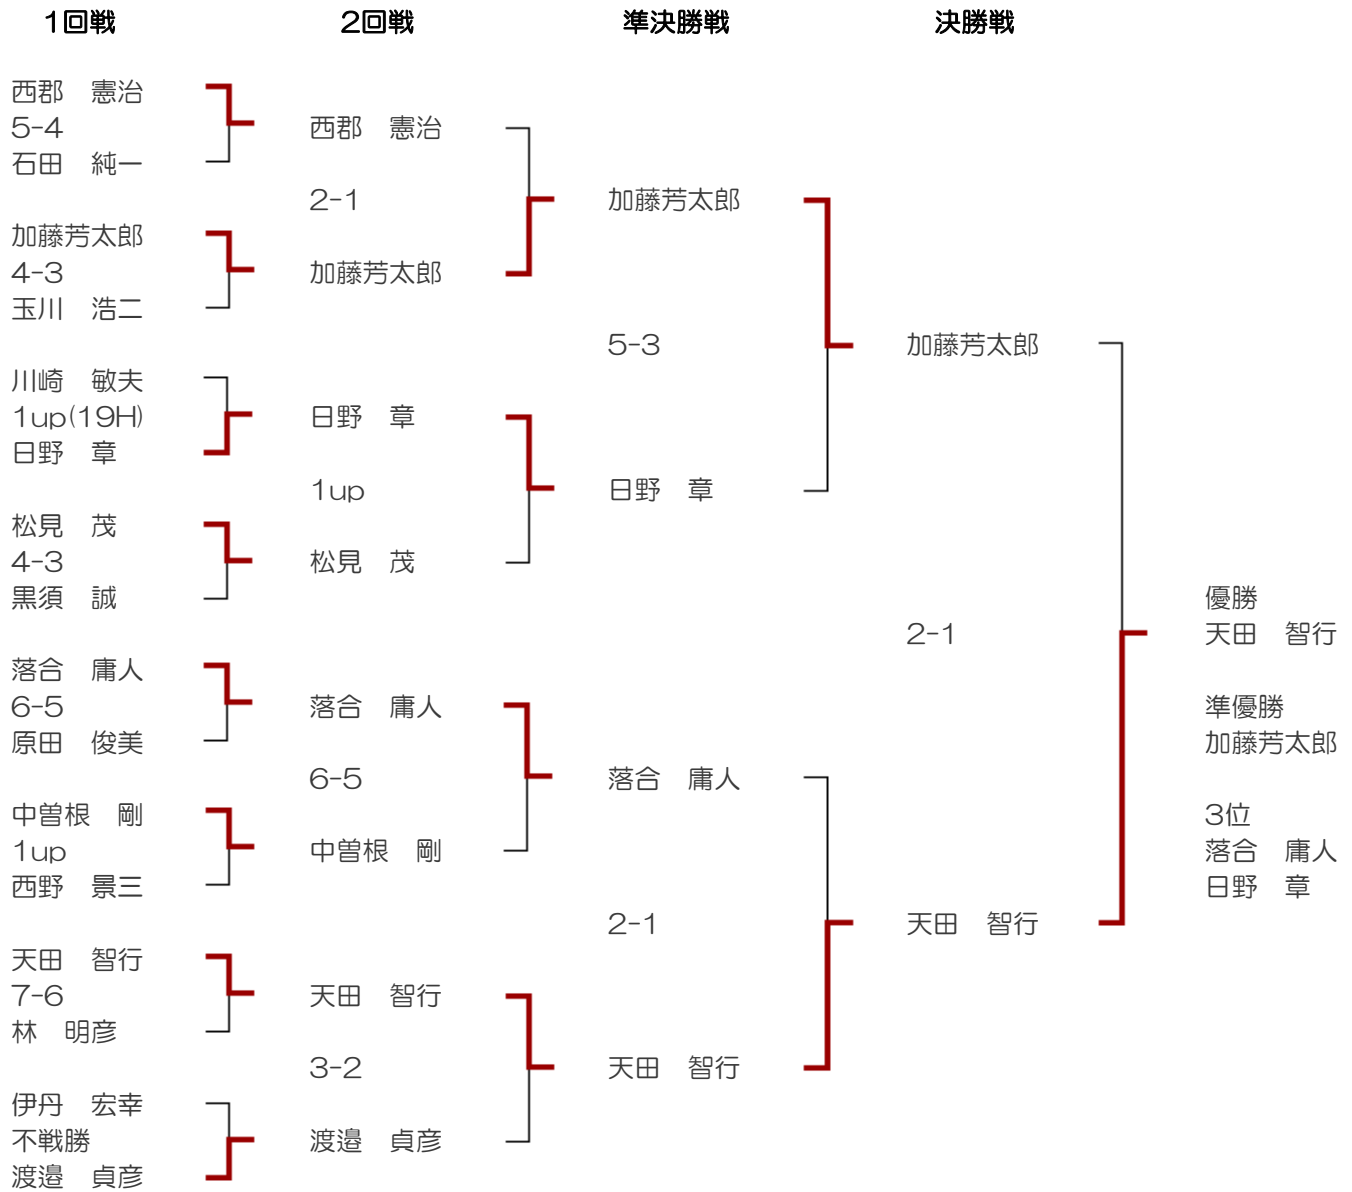 1回戦
2回戦
準決勝戦
決勝戦
西郡　憲治
5-4
石田　純一
加藤芳太郎
4-3
玉川　浩二
川崎　敏夫
1up(19H)
日野　章
松見　茂
4-3
黒須　誠
落合　庸人
6-5
原田　俊美
中曽根　剛
1up
西野　景三
天田　智行
7-6
林　明彦
伊丹　宏幸
不戦勝
渡邉　貞彦
西郡　憲治
2-1
加藤芳太郎
日野　章
1up
松見　茂
落合　庸人
6-5
中曽根　剛
天田　智行
3-2
渡邉　貞彦
加藤芳太郎
5-3
日野　章
落合　庸人
2-1
天田　智行
加藤芳太郎
2-1
天田　智行
優勝
天田　智行
準優勝
加藤芳太郎
3位
落合　庸人
日野　章